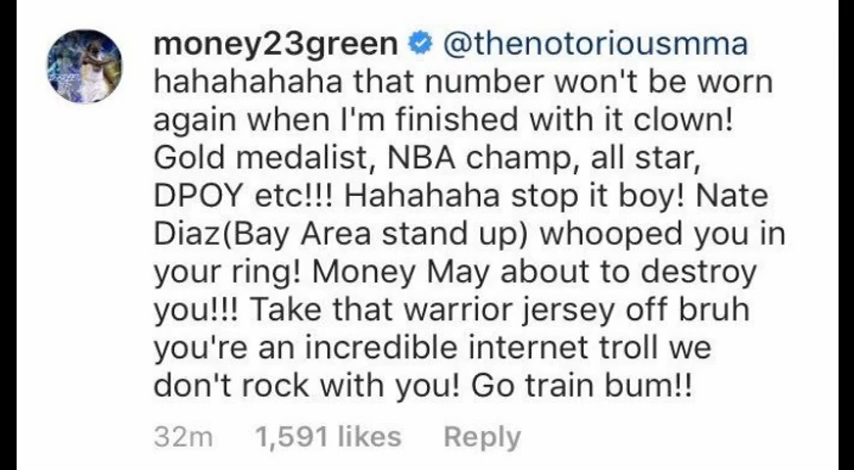 money23green @thenotoriousmma
hahahahaha that number won't be worn
again when I'm finished with it clown!
Gold medalist, NBA champ, all star,
DPOY etc!!! Hahahaha stop it boy! Nate
Diaz(Bay Area stand up) whooped you in
your ring! Money May about to destroy
you!!! Take that warrior jersey off bruh
you're an incredible internet troll we
don't rock with you! Go train bum!!
32m 1,591 likes Reply